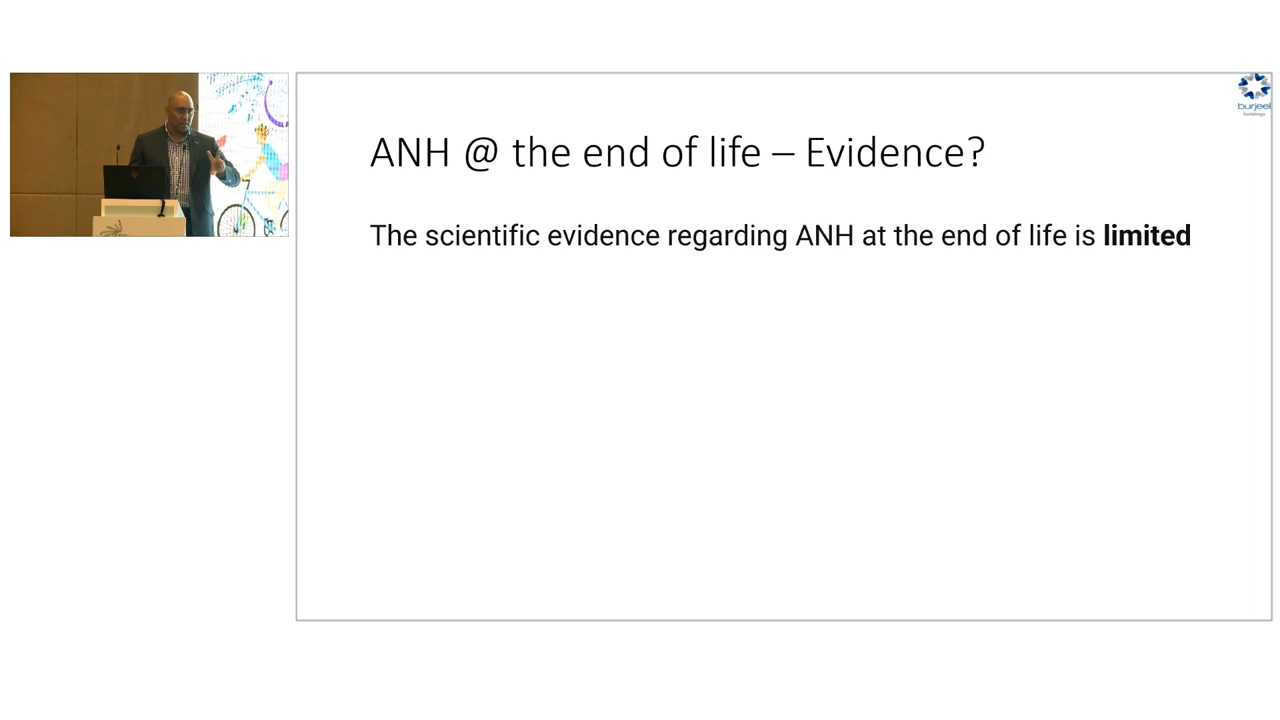 burjeel
holdings
ANH @ the end of life – Evidence?
The scientific evidence regarding ANH at the end of life is limited